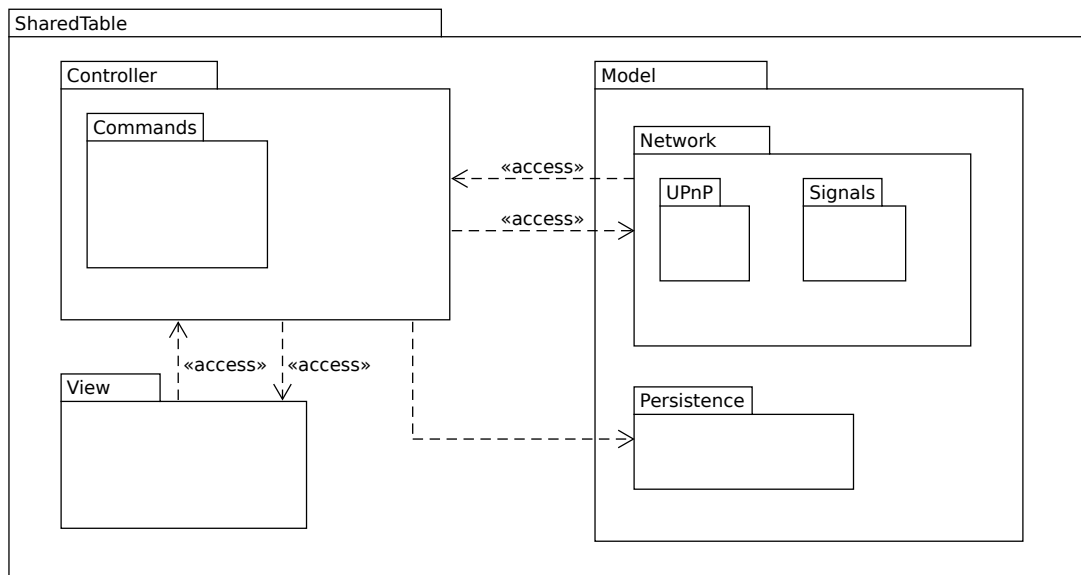 SharedTable
Controller
Model
Commands
Network
«access»
UPnP
Signals
«access»
«access»
«access»
View
Persistence